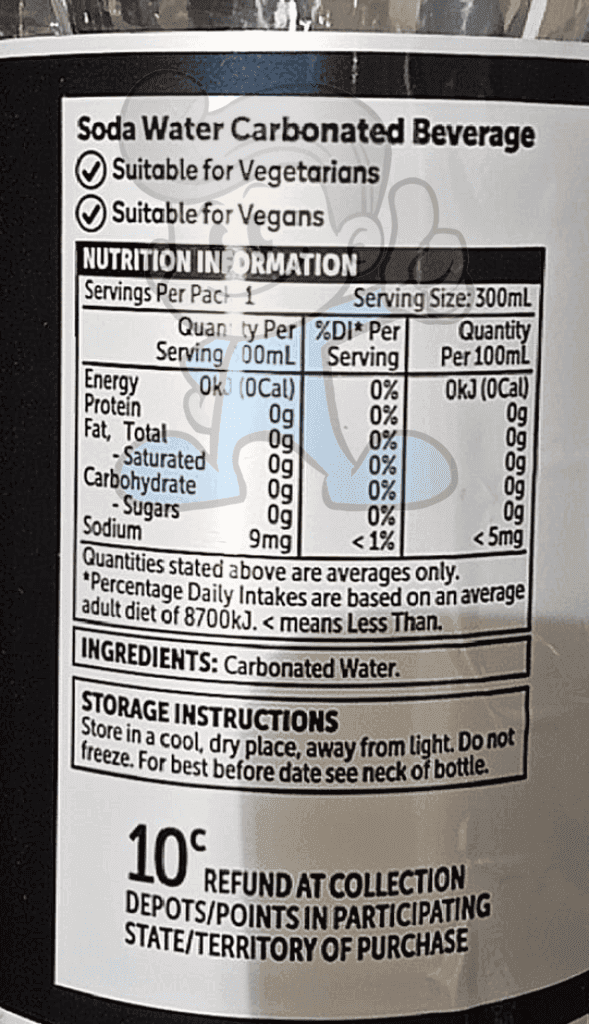 Soda Water Carbonated Beverage
Suitable for Vegetarians
Suitable for Vegans
NUTRITION INFORMATION
Servings Per Pack 1 Serving Size: 300mL
Quantity Per %DI* Per Quantity
Serving 300mL Serving Per 100mL
Energy 0kJ (0Cal) 0% 0kJ (0Cal)
Protein 0g 0% 0g
Fat, Total 0g 0% 0g
- Saturated 0g 0% 0g
Carbohydrate 0g 0% 0g
- Sugars 0g 0% 0g
Sodium 9mg <1% <5mg
Quantities stated above are averages only.
*Percentage Daily Intakes are based on an average
adult diet of 8700kJ. < means Less Than.
INGREDIENTS: Carbonated Water.
STORAGE INSTRUCTIONS
Store in a cool, dry place, away from light. Do not
freeze. For best before date see neck of bottle.
10c
REFUND AT COLLECTION
DEPOTS/POINTS IN PARTICIPATING
STATE/TERRITORY OF PURCHASE